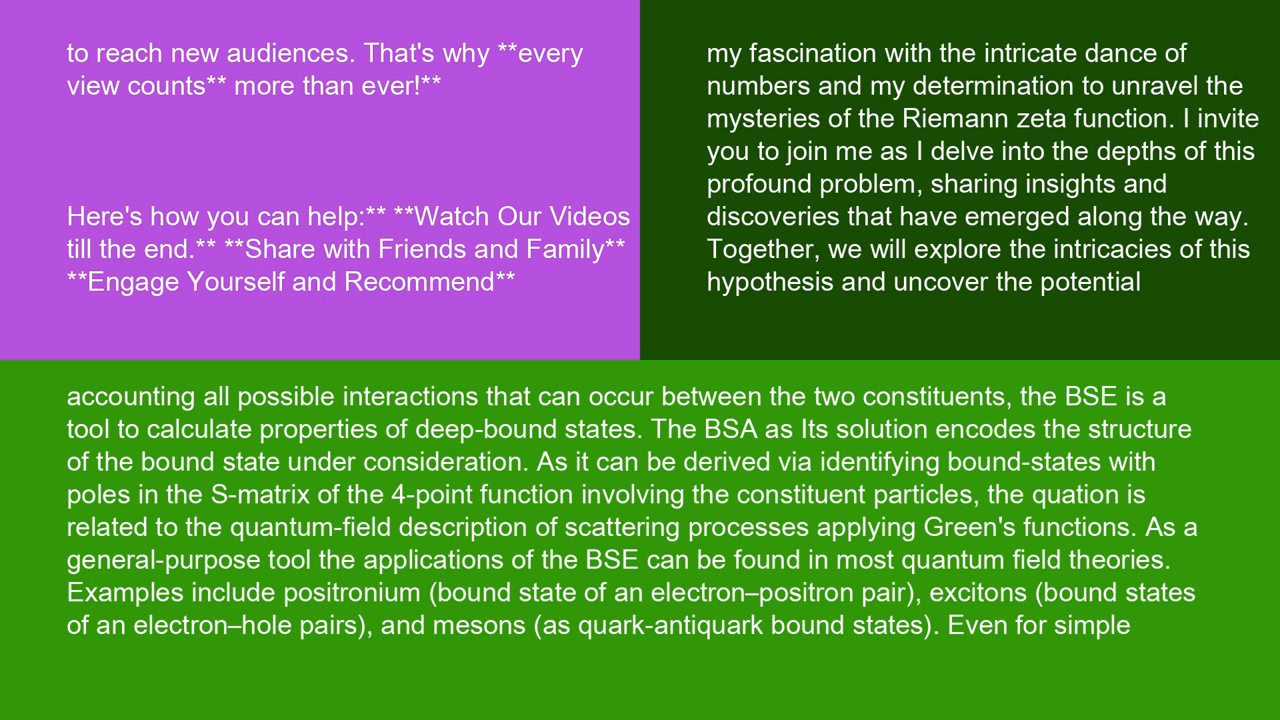 to reach new audiences. That's why **every
view counts** more than ever!**
Here's how you can help:** **Watch Our Videos
till the end.** **Share with Friends and Family**
**Engage Yourself and Recommend**
my fascination with the intricate dance of
numbers and my determination to unravel the
mysteries of the Riemann zeta function. I invite
you to join me as I delve into the depths of this
profound problem, sharing insights and
discoveries that have emerged along the way.
Together, we will explore the intricacies of this
hypothesis and uncover the potential
accounting all possible interactions that can occur between the two constituents, the BSE is a
tool to calculate properties of deep-bound states. The BSA as Its solution encodes the structure
of the bound state under consideration. As it can be derived via identifying bound-states with
poles in the S-matrix of the 4-point function involving the constituent particles, the quation is
related to the quantum-field description of scattering processes applying Green's functions. As a
general-purpose tool the applications of the BSE can be found in most quantum field theories.
Examples include positronium (bound state of an electron–positron pair), excitons (bound states
of an electron–hole pairs), and mesons (as quark-antiquark bound states). Even for simple